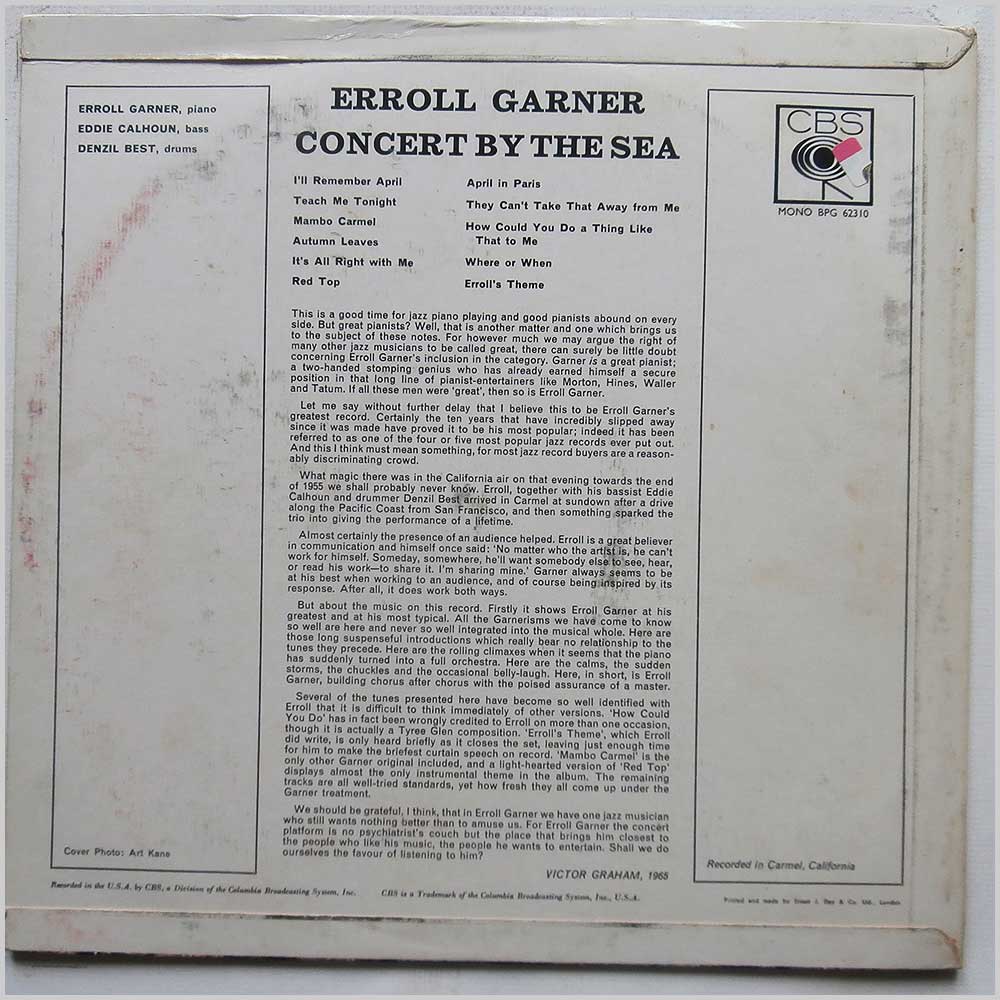 ERROLL GARNER, piano
EDDIE CALHOUN, bass
DENZIL BEST, drums
ERROLL GARNER
CONCERT BY THE SEA
I'll Remember April
Teach Me Tonight
Mambo Carmel
Autumn Leaves
It's All Right with Me
Red Top
April in Paris
They Can't Take That Away from Me
How Could You Do a Thing Like
That to Me
Where or When
Erroll's Theme
CBS
MONO BPG 62310
This is a good time for jazz piano playing and good pianists abound on every
side. But great pianists? Well, that is another matter and one which brings us
to the subject of these notes. For however much we may argue the right of
many other jazz musicians to be called great, there can surely be little doubt
concerning Erroll Garner's inclusion in the category. Garner is a great pianist;
a two-handed stomping genius who has already earned himself a secure
position in that long line of pianist-entertainers like Morton, Hines, Waller
and Tatum. If all these men were 'great', then so is Erroll Garner.
Let me say without further delay that I believe this to be Erroll Garner's
greatest record. Certainly the ten years that have incredibly slipped away
since it was made have proved it to be his most popular; indeed it has been
referred to as one of the four or five most popular jazz records ever put out.
And this I think must mean something, for most jazz record buyers are a reason-
ably discriminating crowd.
What magic there was in the California air on that evening towards the end
of 1955 we shall probably never know. Erroll, together with his bassist Eddie
Calhoun and drummer Denzil Best arrived in Carmel at sundown after a drive
along the Pacific Coast from San Francisco, and then something sparked the
trio into giving the performance of a lifetime.
Almost certainly the presence of an audience helped. Erroll is a great believer
in communication and himself once said: 'No matter who the artist is, he can't
work for himself. Someday, somewhere, he'll want somebody else to see, hear,
or read his work—to share it. I'm sharing mine.' Garner always seems to be
at his best when working to an audience, and of course being inspired by its
response. After all, it does work both ways.
But about the music on this record. Firstly it shows Erroll Garner at his
greatest and at his most typical. All the Garnerisms we have come to know
so well are here and never so well integrated into the musical whole. Here are
those long suspenseful introductions which really bear no relationship to the
tunes they precede. Here are the rolling climaxes when it seems that the piano
has suddenly turned into a full orchestra. Here are the calms, the sudden
storms, the chuckles and the occasional belly-laugh. Here, in short, is Erroll
Garner, building chorus after chorus with the poised assurance of a master.
Several of the tunes presented here have become so well identified with
Erroll that it is difficult to think immediately of other versions. 'How Could
You Do' has in fact been wrongly credited to Erroll on more than one occasion,
though it is actually a Tyree Glen composition. 'Erroll's Theme', which Erroll
did write, is only heard briefly as it closes the set, leaving just enough time
for him to make the briefest curtain speech on record. 'Mambo Carmel' is the
only other Garner original included, and a light-hearted version of 'Red Top'
displays almost the only instrumental theme in the album. The remaining
tracks are all well-tried standards, yet how fresh they all come up under the
Garner treatment.
We should be grateful, I think, that in Erroll Garner we have one jazz musician
who still wants nothing better than to amuse us. For Erroll Garner the concert
platform is no psychiatrist's couch but the place that brings him closest to
the people who like his music, the people he wants to entertain. Shall we do
ourselves the favour of listening to him?
VICTOR GRAHAM, 1965
Cover Photo: Art Kane
Recorded in Carmel, California
Recorded in the U.S.A. by CBS, a Division of the Columbia Broadcasting System, Inc.
CBS is a Trademark of the Columbia Broadcasting System, Inc., U.S.A.
Printed and made by Ernest J. Day & Co. Ltd., London